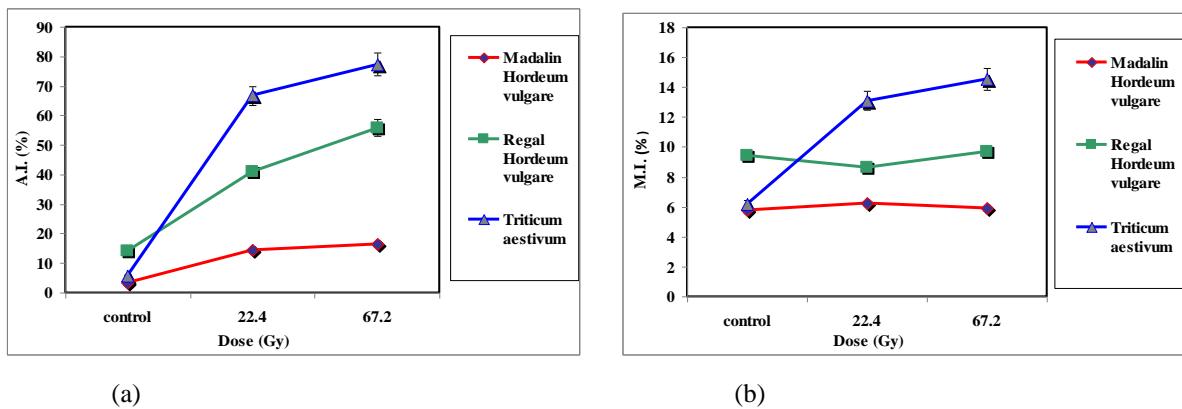 90
80
70
60
50
40
30
20
10
0
A.I. (%)
control 22.4 67.2
Dose (Gy)
Madalin
Hordeum
vulgare
Regal
Hordeum
vulgare
Triticum
aestivum
(a)
18
16
14
12
10
8
6
4
2
0
M.I. (%)
control 22.4 67.2
Dose (Gy)
Madalin
Hordeum
vulgare
Regal
Hordeum
vulgare
Triticum
aestivum
(b)